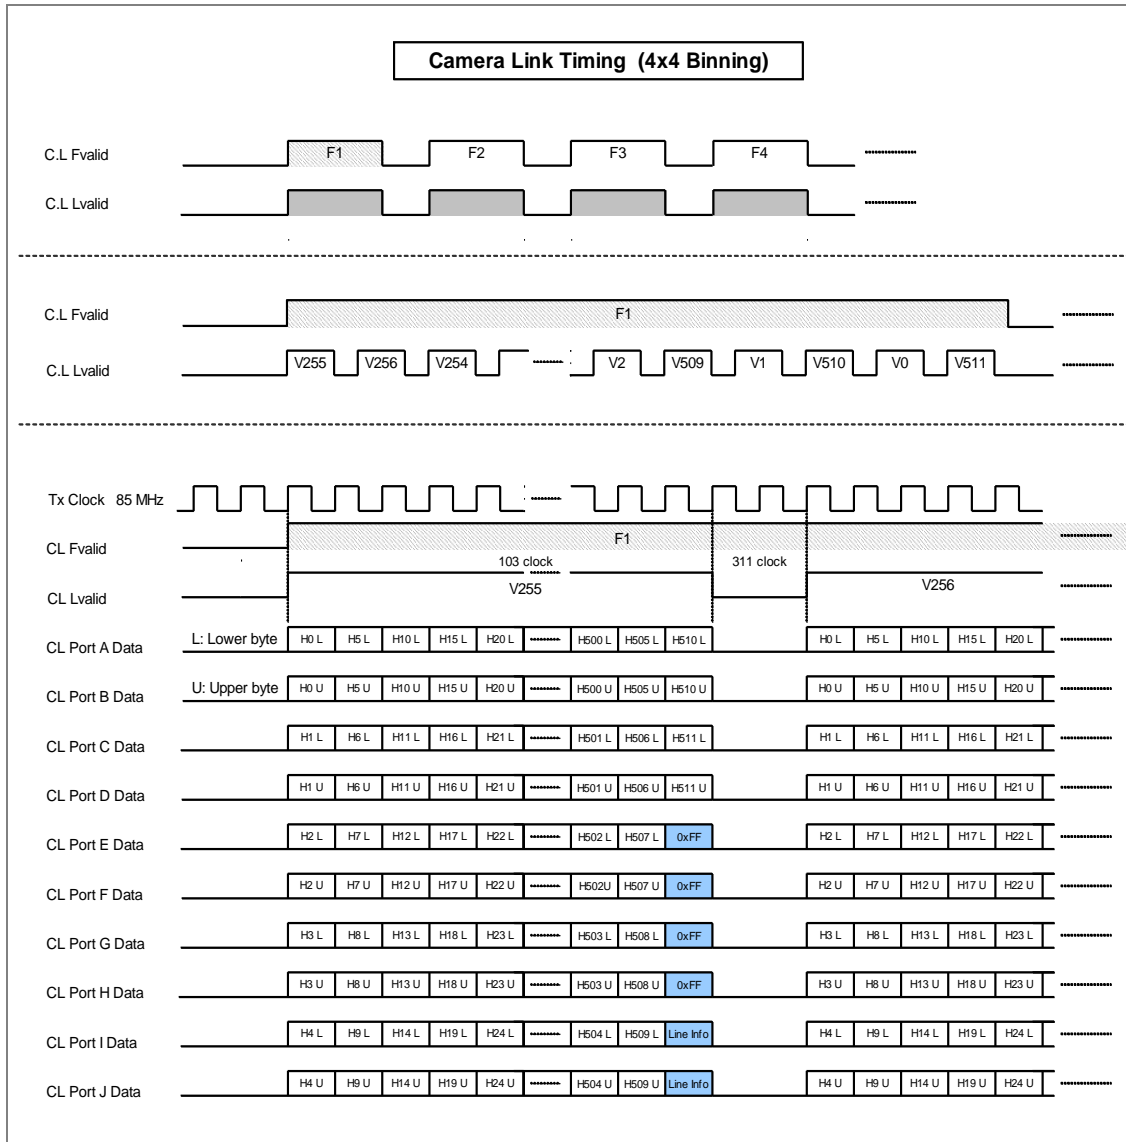 Camera Link Timing (4x4 Binning)
C.L Fvalid F1 F2 F3 F4
C.L Lvalid
C.L Fvalid F1
C.L Lvalid V255 V256 V254 V2 V509 V1 V510 V0 V511
Tx Clock 85 MHz
CL Fvalid F1
103 clock 311 clock
CL Lvalid V255 V256
CL Port A Data L: Lower byte H0 L H5 L H10 L H15 L H20 L H500 L H505 L H510 L H0 L H5 L H10 L H15 L H20 L
CL Port B Data U: Upper byte H0 U H5 U H10 U H15 U H20 U H500 U H505 U H510 U H0 U H5 U H10 U H15 U H20 U
CL Port C Data H1 L H6 L H11 L H16 L H21 L H501 L H506 L H511 L H1 L H6 L H11 L H16 L H21 L
CL Port D Data H1 U H6 U H11 U H16 U H21 U H501 U H506 U H511 U H1 U H6 U H11 U H16 U H21 U
CL Port E Data H2 L H7 L H12 L H17 L H22 L H502 L H507 L 0xFF H2 L H7 L H12 L H17 L H22 L
CL Port F Data H2 U H7 U H12 U H17 U H22 U H502U H507 U 0xFF H2 U H7 U H12 U H17 U H22 U
CL Port G Data H3 L H8 L H13 L H18 L H23 L H503 L H508 L 0xFF H3 L H8 L H13 L H18 L H23 L
CL Port H Data H3 U H8 U H13 U H18 U H23 U H503 U H508 U 0xFF H3 U H8 U H13 U H18 U H23 U
CL Port I Data H4 L H9 L H14 L H19 L H24 L H504 L H509 L Line Info H4 L H9 L H14 L H19 L H24 L
CL Port J Data H4 U H9 U H14 U H19 U H24 U H504 U H509 U Line Info H4 U H9 U H14 U H19 U H24 U